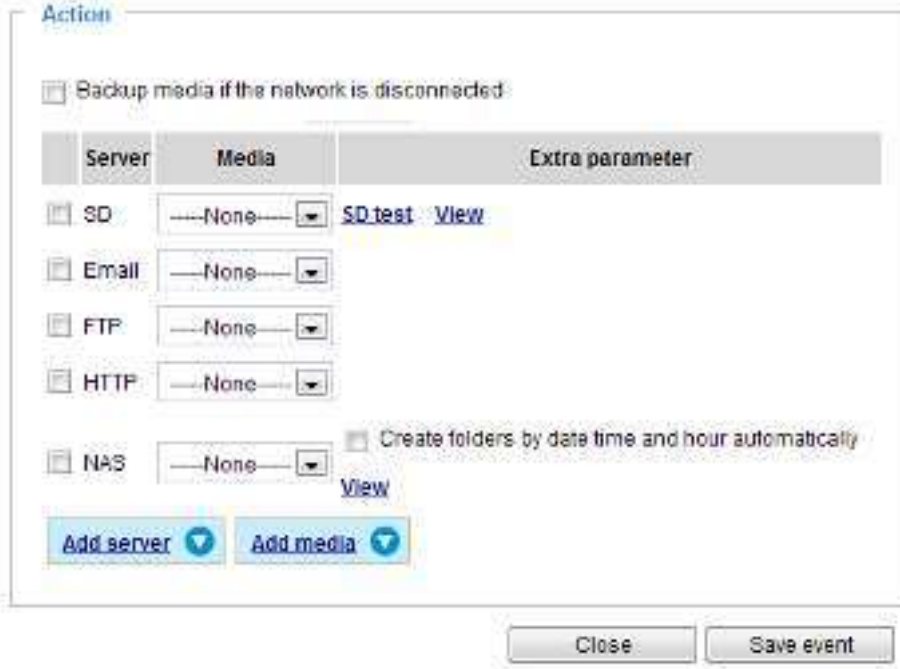 Action
Backup media if the network is disconnected
Server Media Extra parameter
SD -----None----- SD test View
Email -----None-----
FTP -----None-----
HTTP -----None-----
NAS -----None----- Create folders by date time and hour automatically
View
Add server Add media
Close Save event